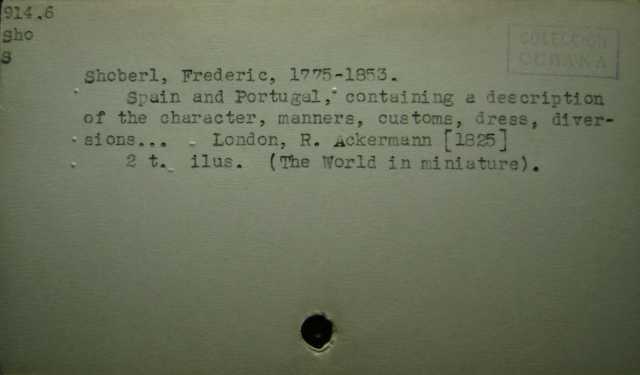 914.6
Sho
S
COLECCION
Shoberl, Frederic, 1775-1853.
Spain and Portugal, containing a description
of the character, manners, customs, dress, diver-
sions... London, R. Ackermann [1825]
2 t. ilus. (The World in miniature).